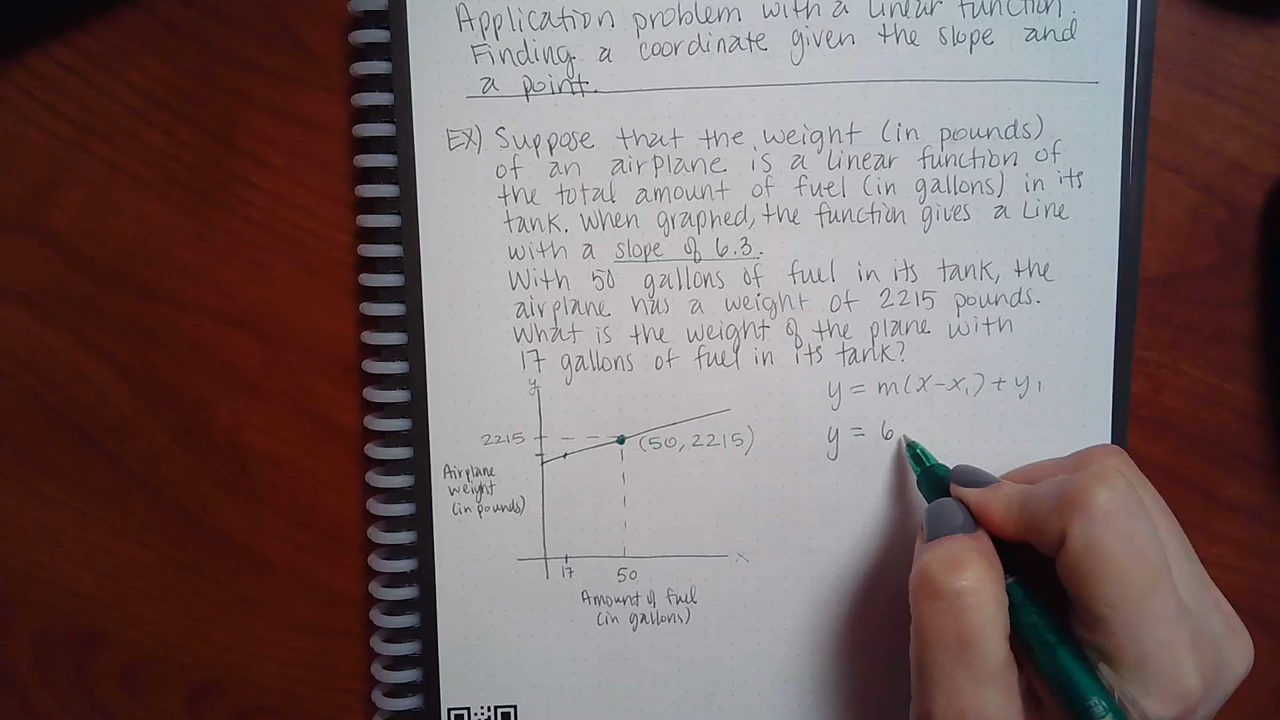 Application problem with a linear function.
Finding a coordinate given the slope and
a point.
EX) Suppose that the weight (in pounds)
of an airplane is a linear function of
the total amount of fuel (in gallons) in its
tank. When graphed, the function gives a line
with a slope of 6.3.
With 50 gallons of fuel in its tank, the
airplane has a weight of 2215 pounds.
What is the weight of the plane with
17 gallons of fuel in its tank?
y = m(x-x₁) + y₁
y = 6
y
2215
(50, 2215)
Airplane
weight
(in pounds)
17
50
x
Amount of fuel
(in gallons)